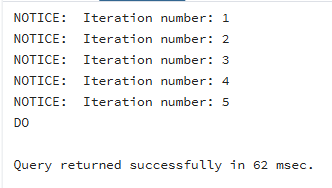 NOTICE:  Iteration number: 1
NOTICE:  Iteration number: 2
NOTICE:  Iteration number: 3
NOTICE:  Iteration number: 4
NOTICE:  Iteration number: 5
DO
Query returned successfully in 62 msec.